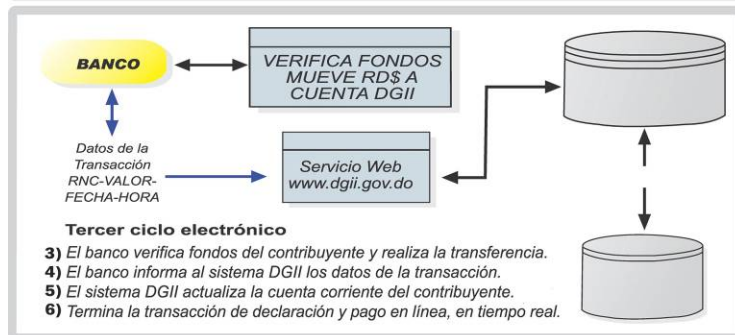 BANCO
VERIFICA FONDOS
MUEVE RD$ A
CUENTA DGII
Datos de la
Transacción
RNC-VALOR-
FECHA-HORA
Servicio Web
www.dgii.gov.do
Tercer ciclo electrónico
3) El banco verifica fondos del contribuyente y realiza la transferencia.
4) El banco informa al sistema DGII los datos de la transacción.
5) El sistema DGII actualiza la cuenta corriente del contribuyente.
6) Termina la transacción de declaración y pago en línea, en tiempo real.